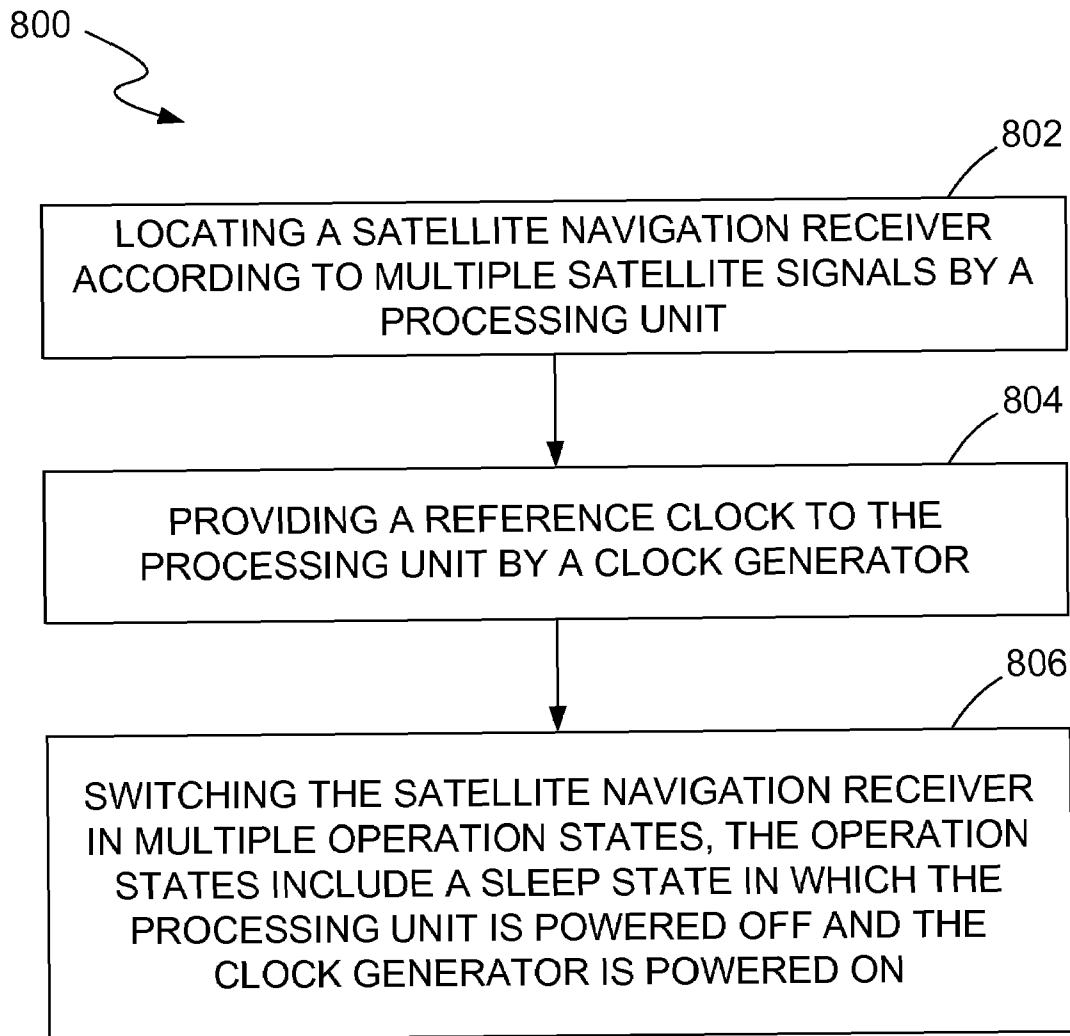 800
802
LOCATING A SATELLITE NAVIGATION RECEIVER
ACCORDING TO MULTIPLE SATELLITE SIGNALS BY A
PROCESSING UNIT
804
PROVIDING A REFERENCE CLOCK TO THE
PROCESSING UNIT BY A CLOCK GENERATOR
806
SWITCHING THE SATELLITE NAVIGATION RECEIVER
IN MULTIPLE OPERATION STATES, THE OPERATION
STATES INCLUDE A SLEEP STATE IN WHICH THE
PROCESSING UNIT IS POWERED OFF AND THE
CLOCK GENERATOR IS POWERED ON